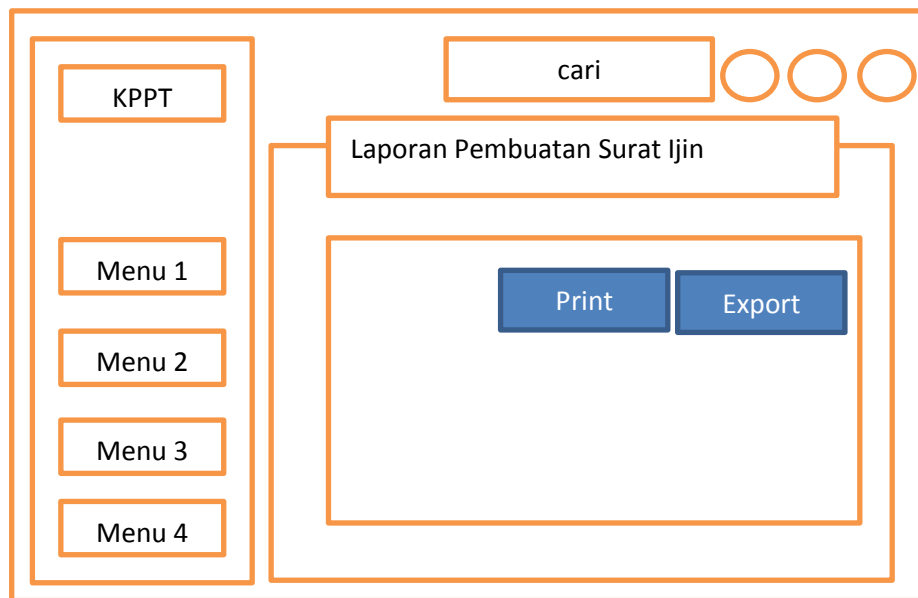 KPPT
cari
Laporan Pembuatan Surat Ijin
Menu 1
Print
Export
Menu 2
Menu 3
Menu 4